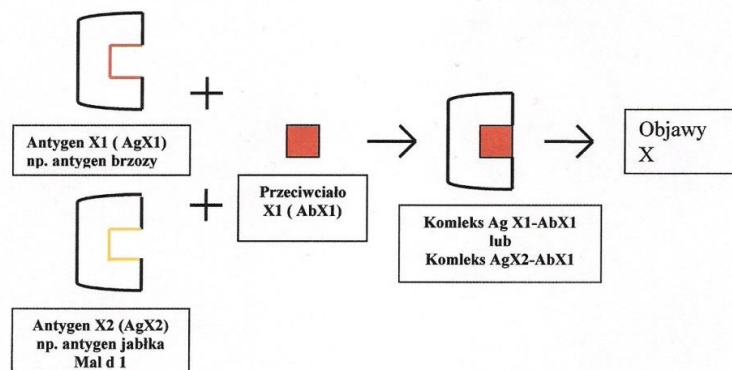 Antygen X1 ( AgX1)
np. antygen brzozy
Przeciwciało
X1 ( AbX1)
Komleks Ag X1-AbX1
lub
Komleks AgX2-AbX1
Objawy
X
Antygen X2 (AgX2)
np. antygen jabłka
Mal d 1